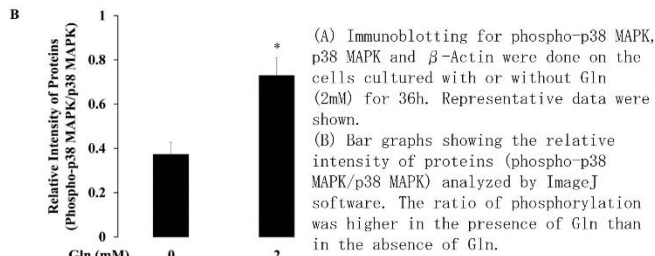 B
Relative Intensity of Proteins
(Phospho-p38 MAPK/p38 MAPK)
1
0.8
0.6
0.4
0.2
0
*
Gln (mM)
0
2
(A) Immunoblotting for phospho-p38 MAPK,
p38 MAPK and β-Actin were done on the
cells cultured with or without Gln
(2mM) for 36h. Representative data were
shown.
(B) Bar graphs showing the relative
intensity of proteins (phospho-p38
MAPK/p38 MAPK) analyzed by ImageJ
software. The ratio of phosphorylation
was higher in the presence of Gln than
in the absence of Gln.